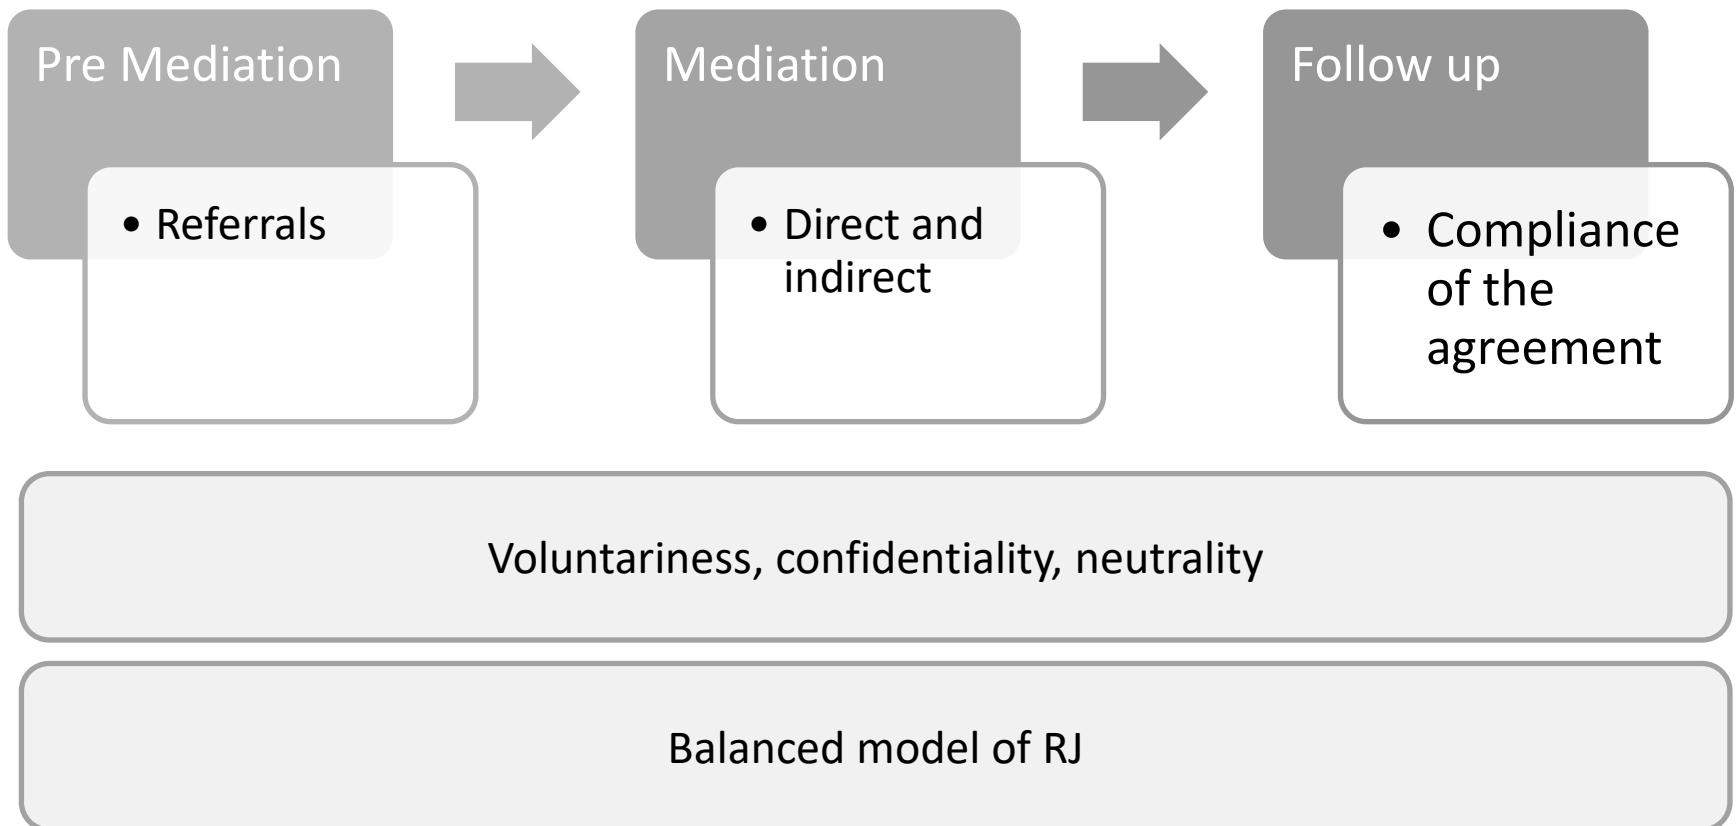 Pre Mediation
• Referrals
Mediation
• Direct and
indirect
Follow up
• Compliance
of the
agreement
Voluntariness, confidentiality, neutrality
Balanced model of RJ